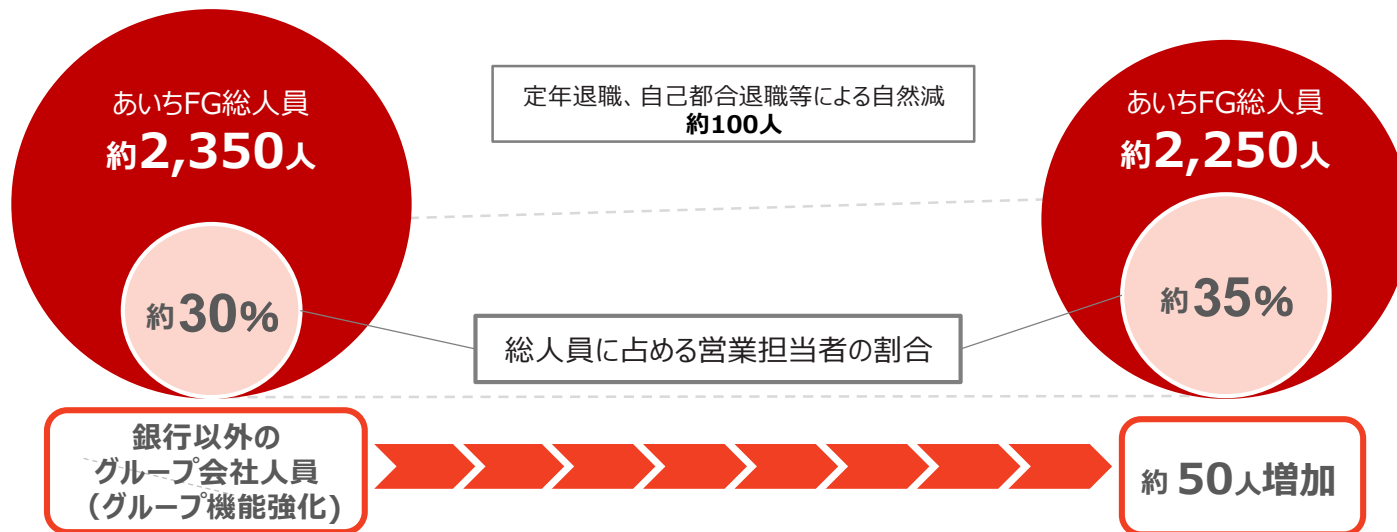 あいちFG総人員
約2,350人
定年退職、自己都合退職等による自然減
約100人
あいちFG総人員
約2,250人
約30%
約35%
総人員に占める営業担当者の割合
銀行以外の
グループ会社人員
（グループ機能強化)
約 50人増加